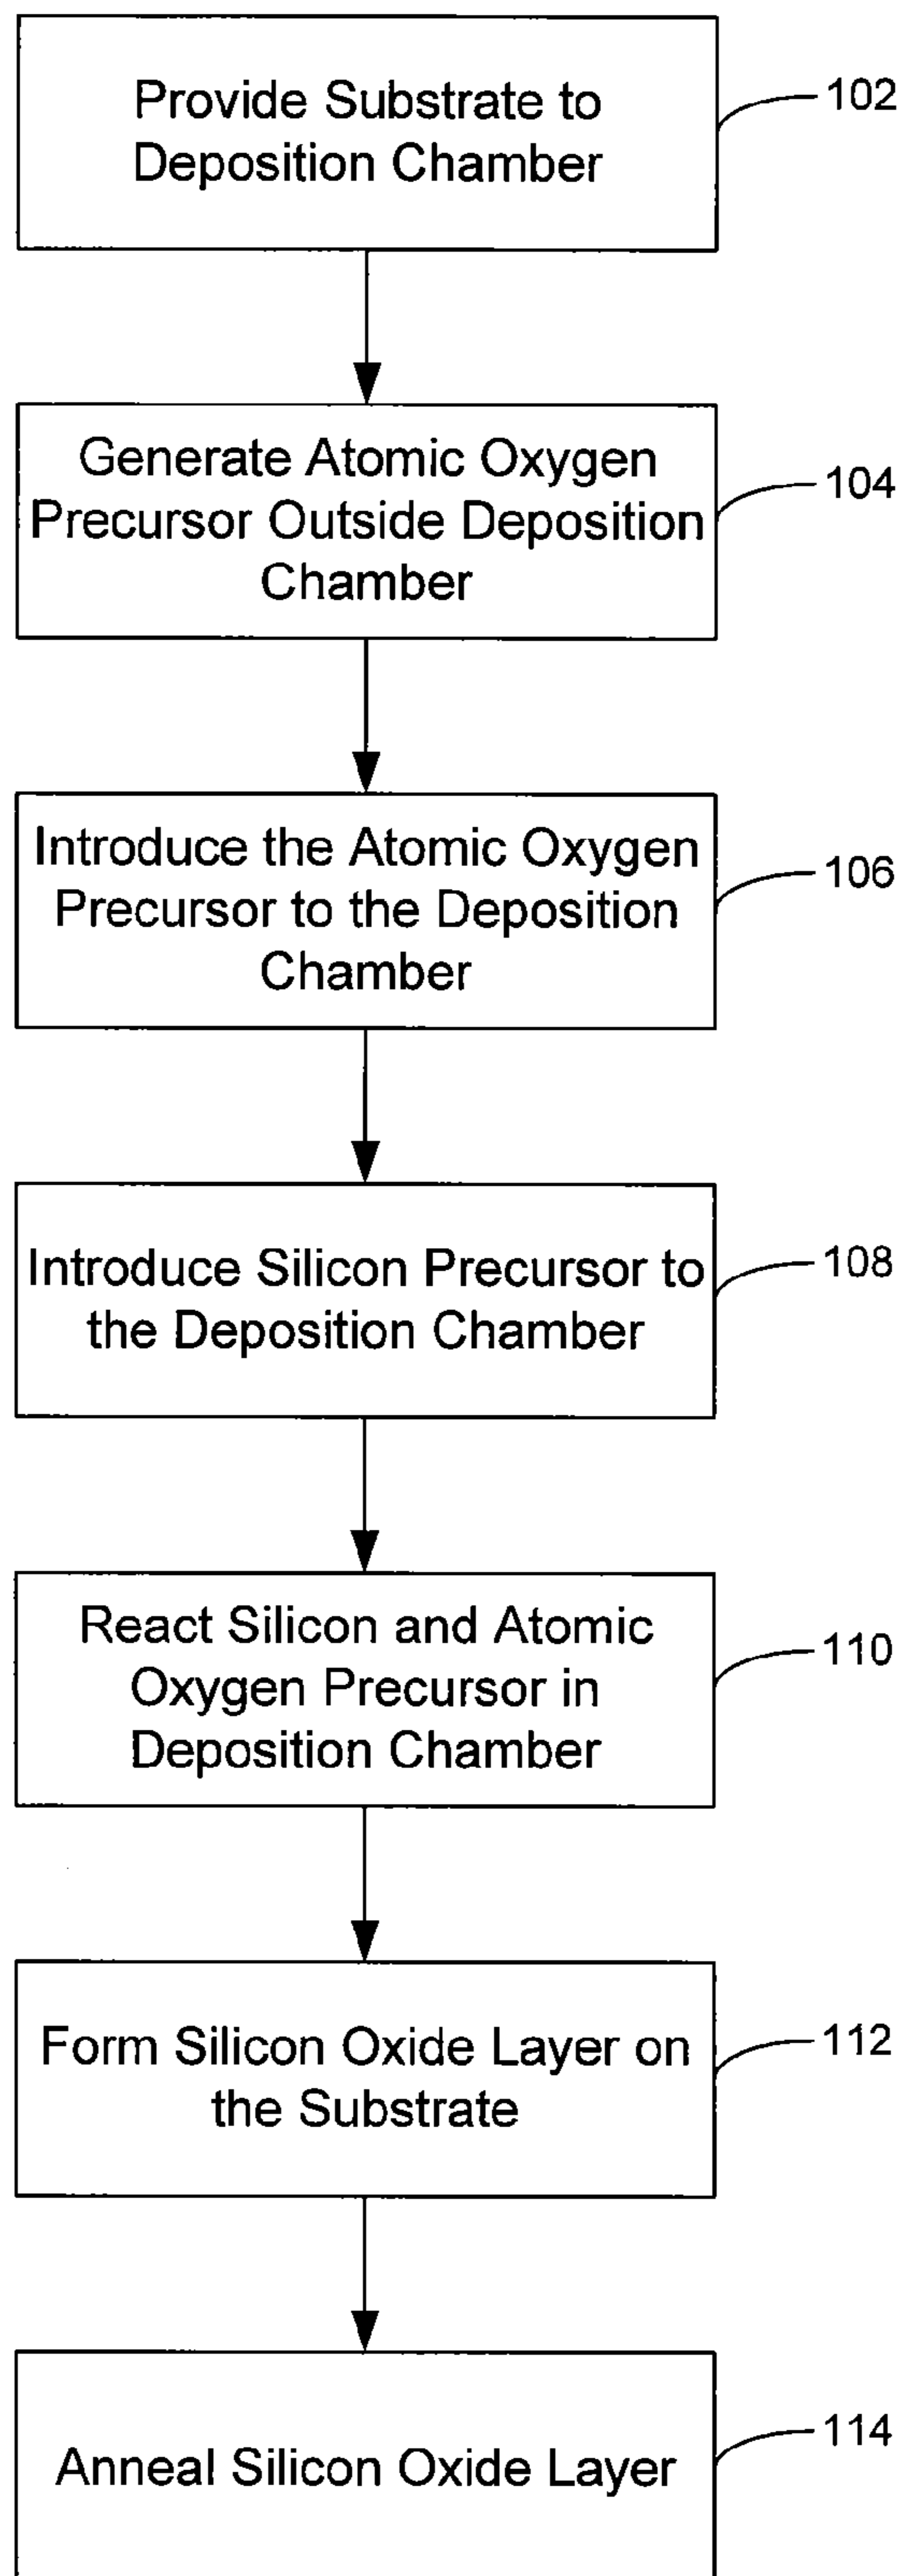 Provide Substrate to
Deposition Chamber
102
Generate Atomic Oxygen
Precursor Outside Deposition
Chamber
104
Introduce the Atomic Oxygen
Precursor to the Deposition
Chamber
106
Introduce Silicon Precursor to
the Deposition Chamber
108
React Silicon and Atomic
Oxygen Precursor in
Deposition Chamber
110
Form Silicon Oxide Layer on
the Substrate
112
Anneal Silicon Oxide Layer
114